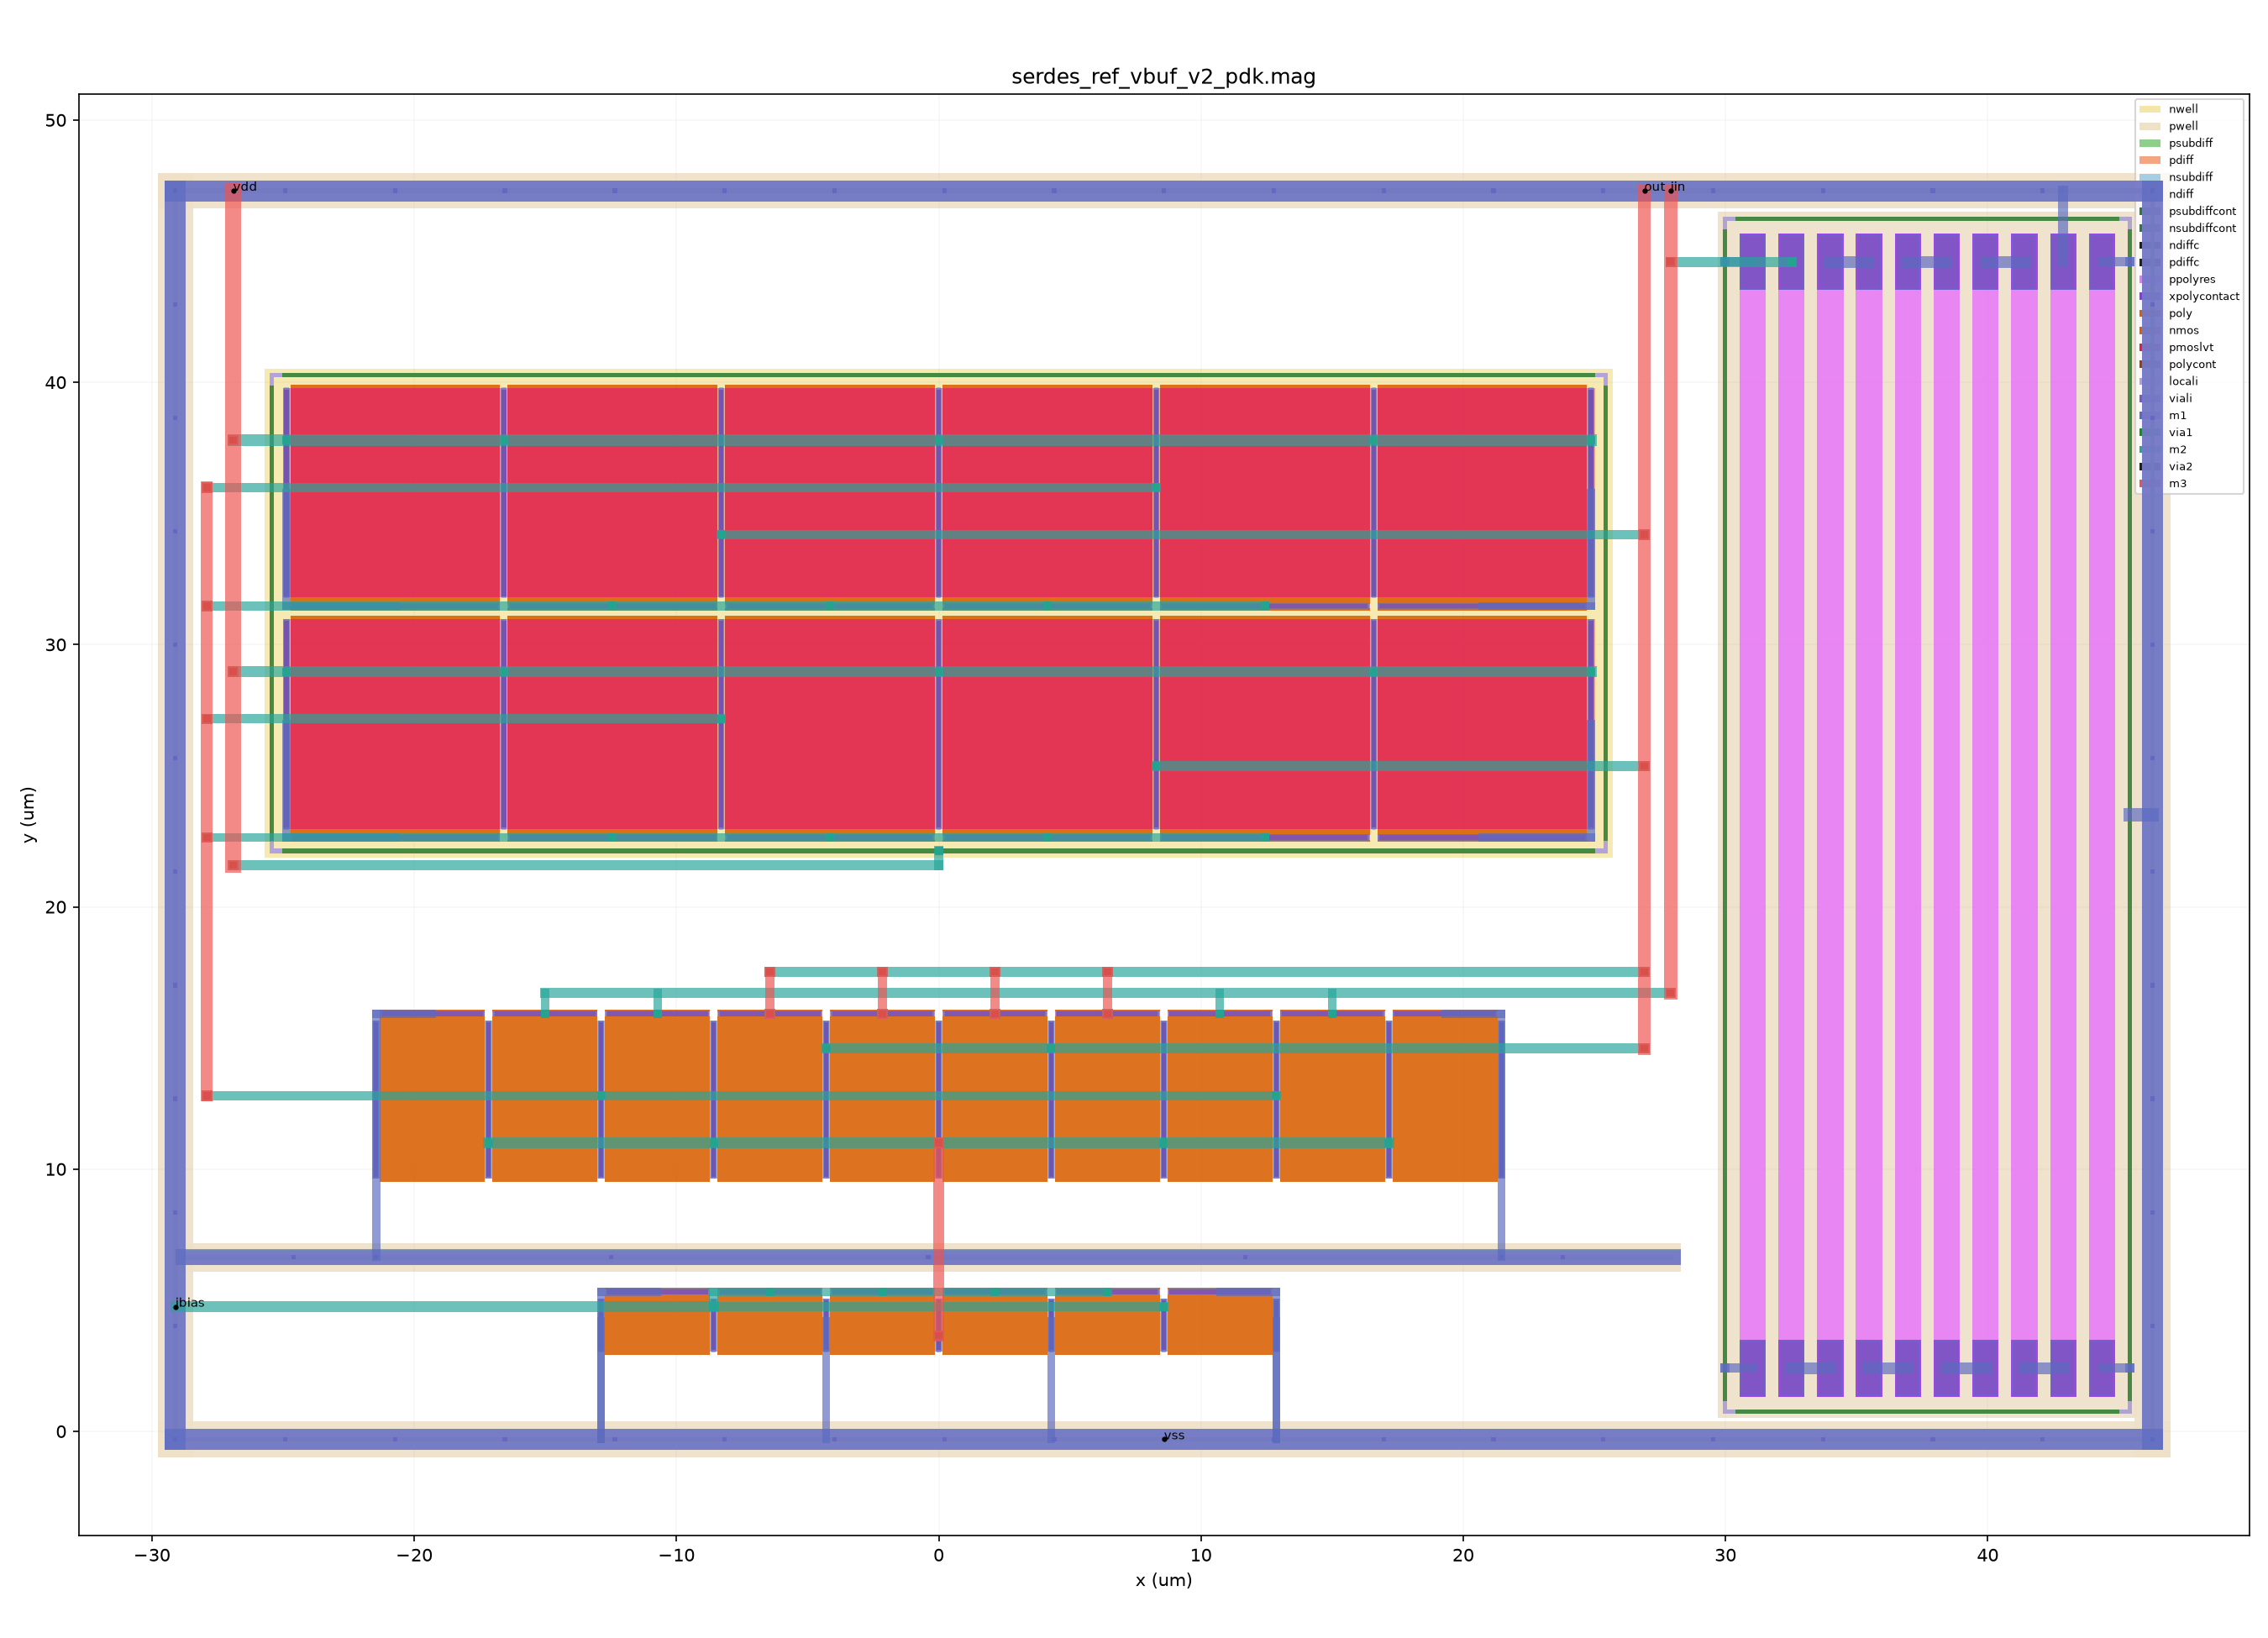 serdes_ref_vbuf_v2_pdk.mag
50
40
30
20
10
0
y (um)
−30
−20
−10
0
10
20
30
40
x (um)
vdd
out
iin
ibias
vss
nwell
pwell
psubdiff
pdiff
nsubdiff
ndiff
psubdiffcont
nsubdiffcont
ndiffc
pdiffc
ppolyres
xpolycontact
poly
nmos
pmoslvt
polycont
locali
viali
m1
via1
m2
via2
m3